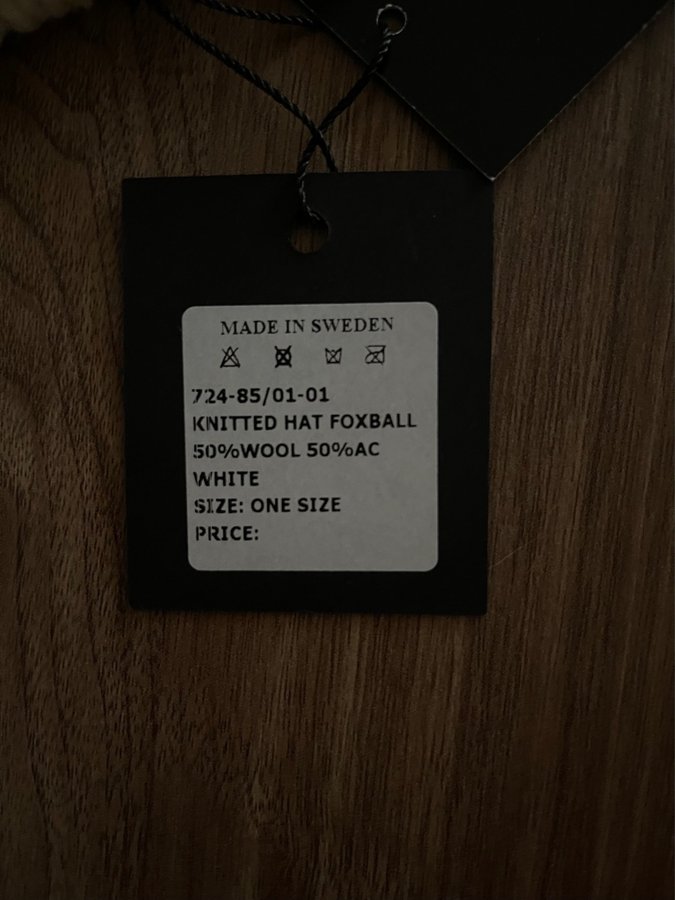 MADE IN SWEDEN
724-85/01-01
KNITTED HAT FOXBALL
50%WOOL 50%AC
WHITE
SIZE: ONE SIZE
PRICE: